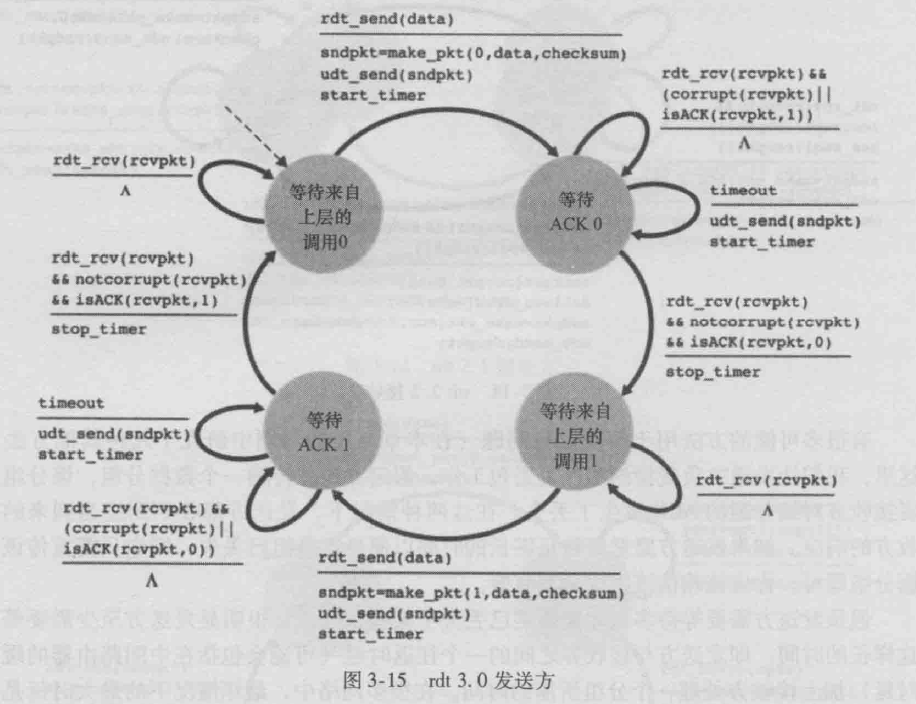 rdt_send(data)
sndpkt=make_pkt(0,data,checksum)
udt_send(sndpkt)
start_timer
rdt_rcv(rcvpkt)&&
(corrupt(rcvpkt)||
isACK(rcvpkt,1))
Λ
rdt_rcv(rcvpkt)
Λ
等待来自
上层的
调用0
等待
ACK 0
timeout
udt_send(sndpkt)
start_timer
rdt_rcv(rcvpkt)
&& notcorrupt(rcvpkt)
&& isACK(rcvpkt,1)
stop_timer
rdt_rcv(rcvpkt)
&& notcorrupt(rcvpkt)
&& isACK(rcvpkt,0)
stop_timer
timeout
udt_send(sndpkt)
start_timer
等待
ACK 1
等待来自
上层的
调用1
rdt_rcv(rcvpkt)
Λ
rdt_rcv(rcvpkt)&&
(corrupt(rcvpkt)||
isACK(rcvpkt,0))
Λ
rdt_send(data)
sndpkt=make_pkt(1,data,checksum)
udt_send(sndpkt)
start_timer
图 3-15 rdt 3.0 发送方